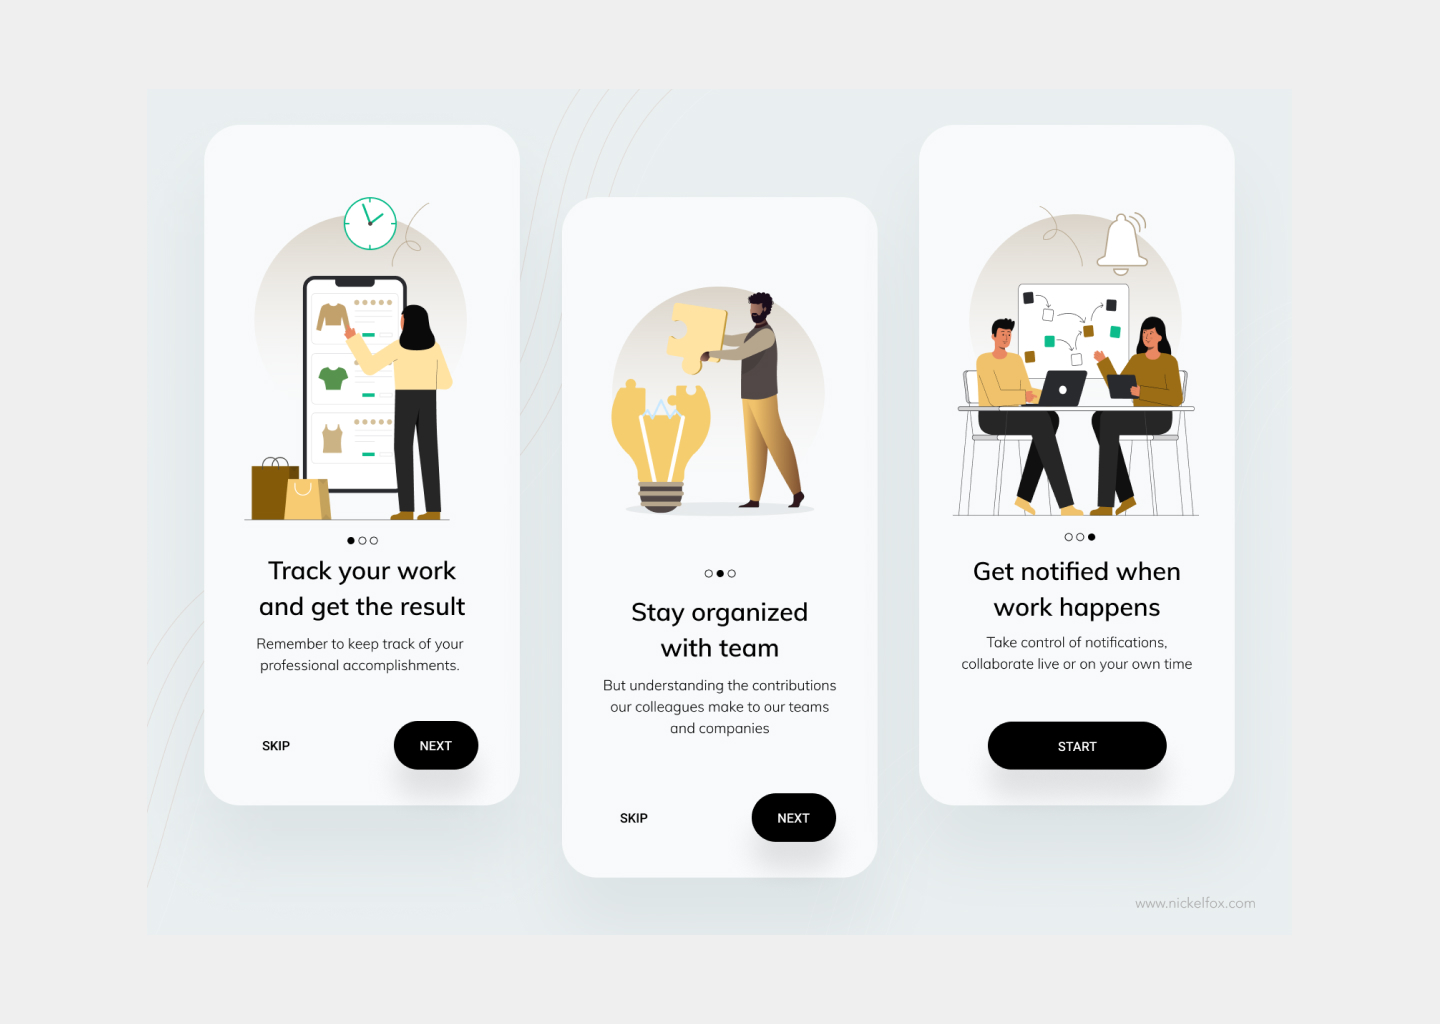 Track your work
and get the result
Remember to keep track of your
professional accomplishments.
SKIP
NEXT
Stay organized
with team
But understanding the contributions
our colleagues make to our teams
and companies
SKIP
NEXT
Get notified when
work happens
Take control of notifications,
collaborate live or on your own time
START
www.nickelfox.com